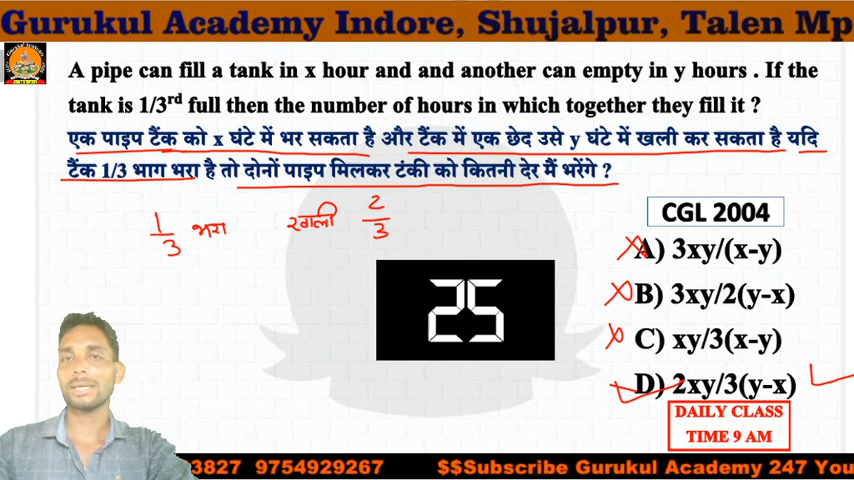 Gurukul Academy Indore, Shujalpur, Talen Mp
A pipe can fill a tank in x hour and and another can empty in y hours . If the
tank is 1/3rd full then the number of hours in which together they fill it ?
एक पाइप टैंक को x घंटे में भर सकता है और टैंक में एक छेद उसे y घंटे में खली कर सकता है यदि
टैंक 1/3 भाग भरा है तो दोनों पाइप मिलकर टंकी को कितनी देर मैं भरेंगे ?
1/3 भरा खाली 2/3
CGL 2004
A) 3xy/(x-y)
25
B) 3xy/2(y-x)
C) xy/3(x-y)
D) 2xy/3(y-x)
DAILY CLASS
TIME 9 AM
3827 9754929267 $$Subscribe Gurukul Academy 247 You